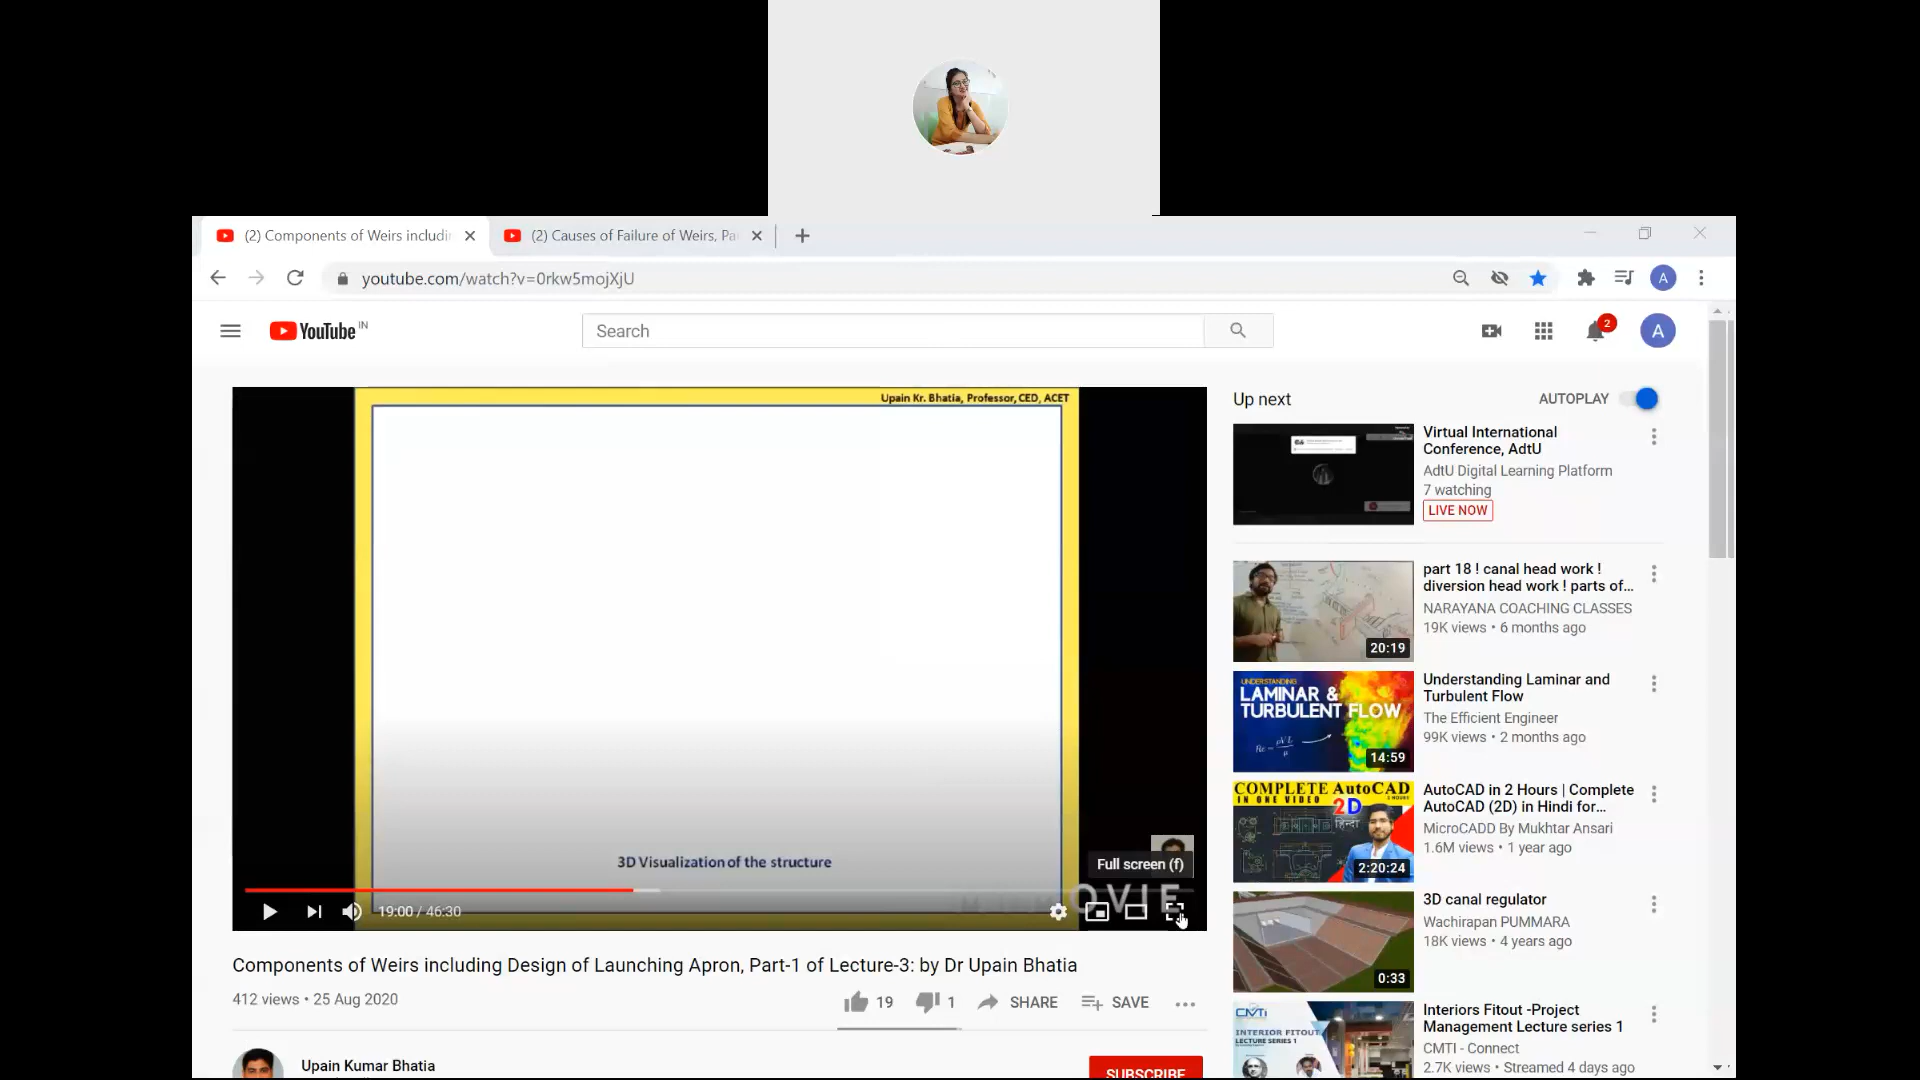 (2) Components of Weirs includi
(2) Causes of Failure of Weirs, Pa
youtube.com/watch?v=0rkw5mojXjU
A
YouTube IN
Search
2
A
Upain Kr. Bhatia, Professor, CED, ACET
3D Visualization of the structure
Full screen (f)
19:00 / 46:30
Components of Weirs including Design of Launching Apron, Part-1 of Lecture-3: by Dr Upain Bhatia
412 views • 25 Aug 2020
19
1
SHARE
SAVE
Upain Kumar Bhatia
SUBSCRIBE
Up next
AUTOPLAY
Virtual International
Conference, AdtU
AdtU Digital Learning Platform
7 watching
LIVE NOW
20:19
part 18 ! canal head work !
diversion head work ! parts of...
NARAYANA COACHING CLASSES
19K views • 6 months ago
UNDERSTANDING
LAMINAR &
TURBULENT FLOW
14:59
Understanding Laminar and
Turbulent Flow
The Efficient Engineer
99K views • 2 months ago
COMPLETE AutoCAD
IN ONE VIDEO
2D
हिन्दी
2:20:24
AutoCAD in 2 Hours | Complete
AutoCAD (2D) in Hindi for...
MicroCADD By Mukhtar Ansari
1.6M views • 1 year ago
0:33
3D canal regulator
Wachirapan PUMMARA
18K views • 4 years ago
CMTi
INTERIOR FITOUT
LECTURE SERIES 1
Interiors Fitout -Project
Management Lecture series 1
CMTI - Connect
2.7K views • Streamed 4 days ago